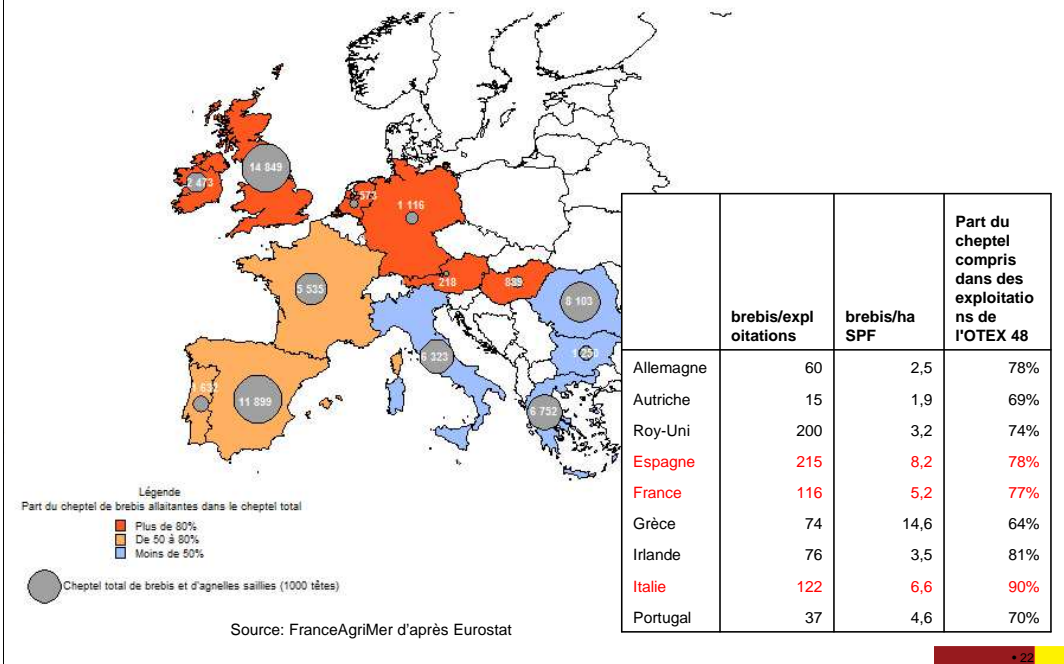 14 849
2 473
573
1 116
218
5 535
8 103
6 323
11 899
6 752
Légende
Part du cheptel de brebis allaitantes dans le cheptel total
Plus de 80%
De 50 à 80%
Moins de 50%
Cheptel total de brebis et d'agnelles saillies (1000 têtes)
Source: FranceAgriMer d'après Eurostat
brebis/expl
oitations
brebis/ha
SPF
Part du
cheptel
compris
dans des
exploitatio
ns de
l'OTEX 48
Allemagne 60 2,5 78%
Autriche 15 1,9 69%
Roy-Uni 200 3,2 74%
Espagne 215 8,2 78%
France 116 5,2 77%
Grèce 74 14,6 64%
Irlande 76 3,5 81%
Italie 122 6,6 90%
Portugal 37 4,6 70%
• 22